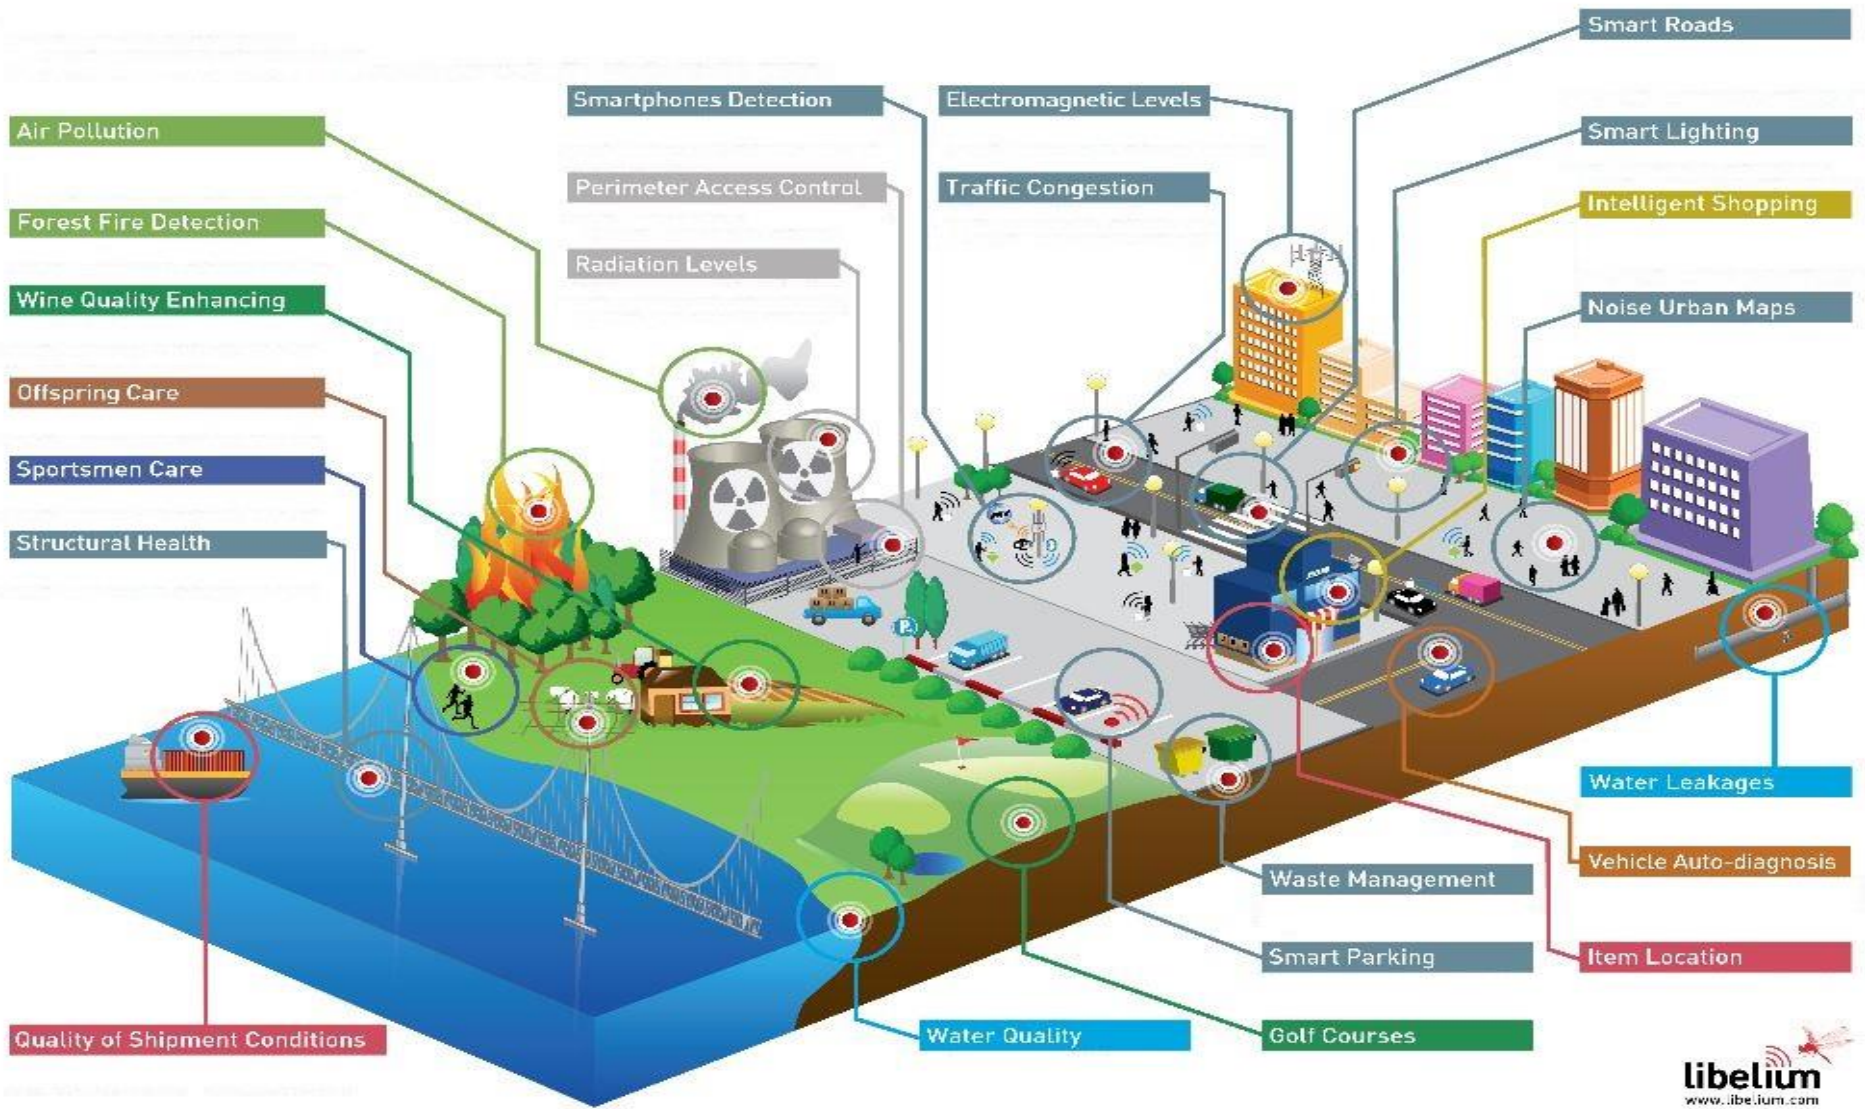 Smart Roads
Smartphones Detection
Electromagnetic Levels
Air Pollution
Smart Lighting
Perimeter Access Control
Traffic Congestion
Intelligent Shopping
Forest Fire Detection
Radiation Levels
Wine Quality Enhancing
Noise Urban Maps
Offspring Care
Sportsmen Care
Structural Health
P
Water Leakages
Vehicle Auto-diagnosis
Waste Management
Smart Parking
Item Location
Quality of Shipment Conditions
Water Quality
Golf Courses
libelium
www.libelium.com